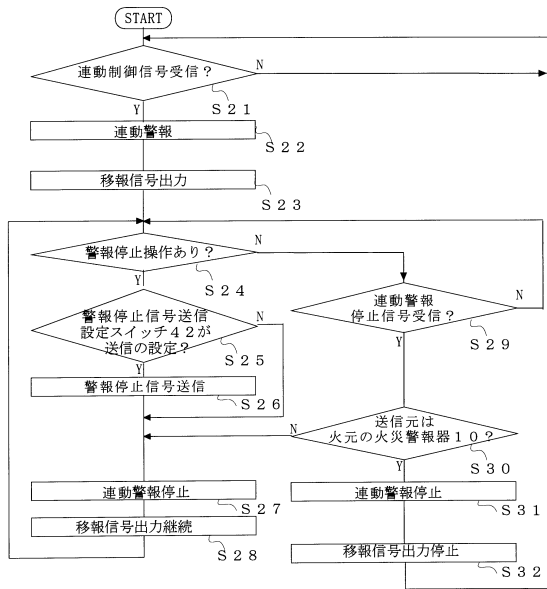 START
連動制御信号受信？
N
Y
S21
連動警報
S22
移報信号出力
S23
警報停止操作あり？
N
Y
S24
警報停止信号送信
設定スイッチ42が
送信の設定？
N
Y
S25
警報停止信号送信
S26
連動警報
停止信号受信？
N
Y
S29
送信元は
火元の火災警報器10？
N
Y
S30
連動警報停止
S27
移報信号出力継続
S28
連動警報停止
S31
移報信号出力停止
S32